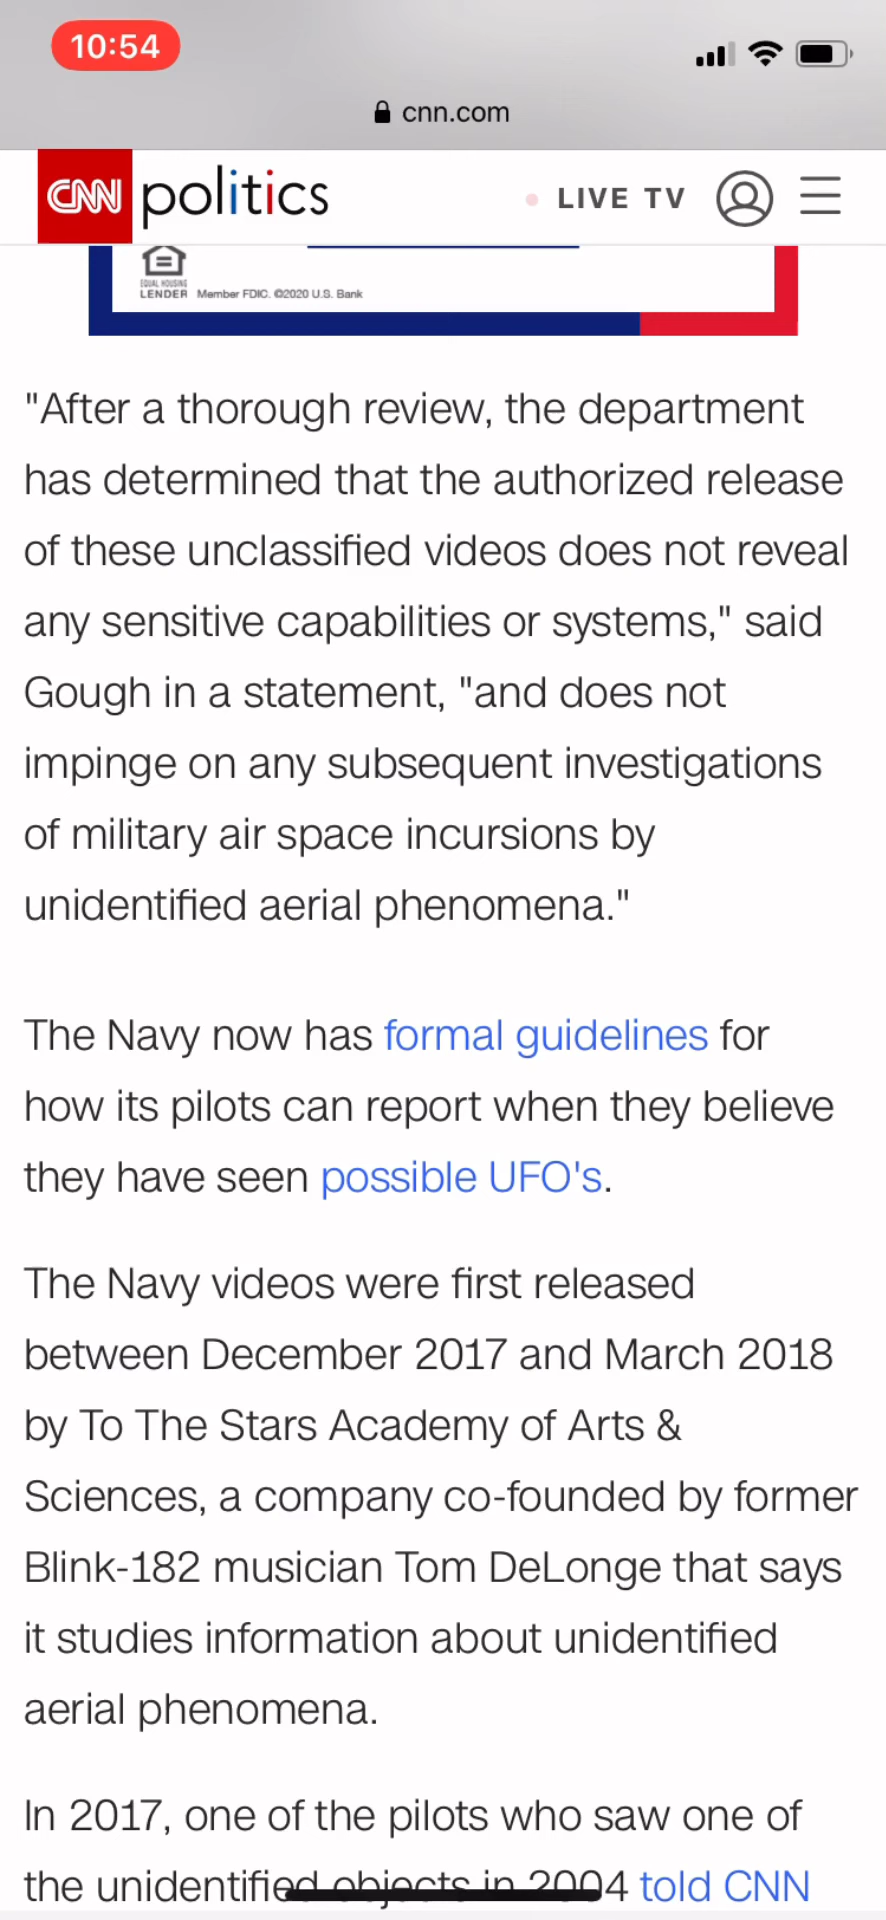 10:54
cnn.com
CNN politics
LIVE TV
EQUAL HOUSING
LENDER Member FDIC. ©2020 U.S. Bank
"After a thorough review, the department
has determined that the authorized release
of these unclassified videos does not reveal
any sensitive capabilities or systems," said
Gough in a statement, "and does not
impinge on any subsequent investigations
of military air space incursions by
unidentified aerial phenomena."
The Navy now has formal guidelines for
how its pilots can report when they believe
they have seen possible UFO's.
The Navy videos were first released
between December 2017 and March 2018
by To The Stars Academy of Arts &
Sciences, a company co-founded by former
Blink-182 musician Tom DeLonge that says
it studies information about unidentified
aerial phenomena.
In 2017, one of the pilots who saw one of
the unidentified objects in 2004 told CNN